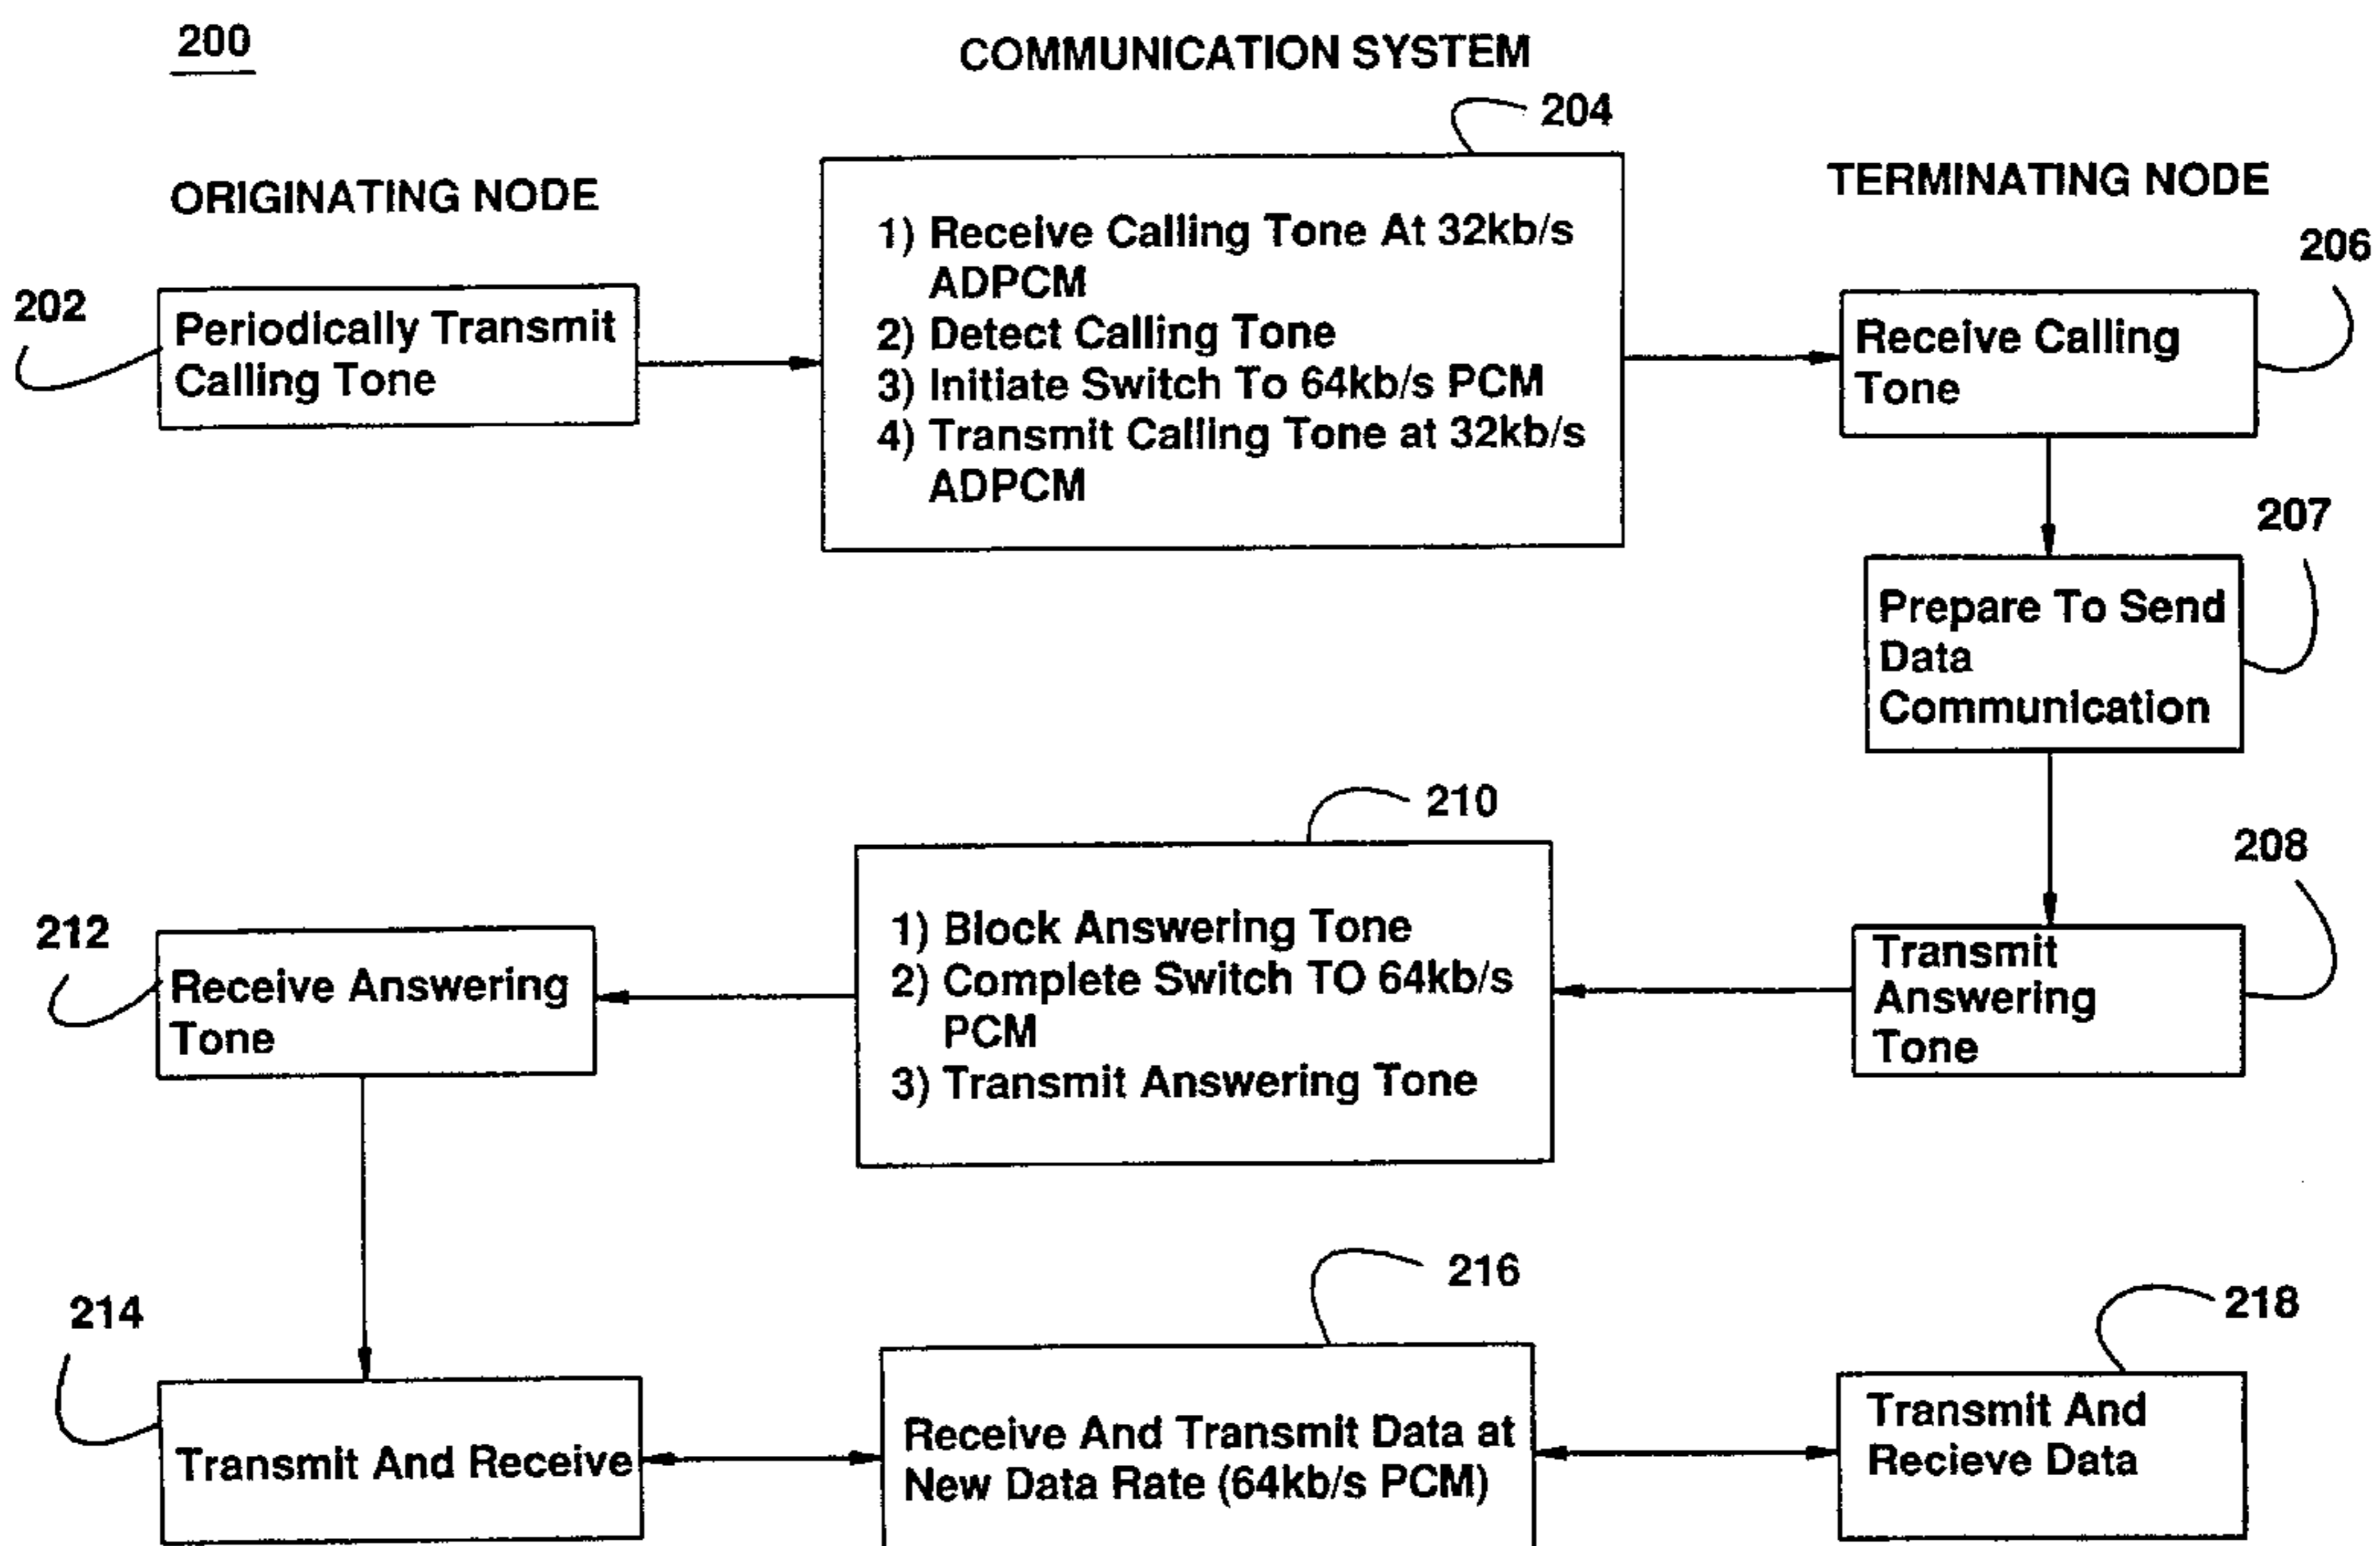 200
COMMUNICATION SYSTEM
204
ORIGINATING NODE
TERMINATING NODE
202
Periodically Transmit
Calling Tone
1) Receive Calling Tone At 32kb/s
ADPCM
2) Detect Calling Tone
3) Initiate Switch To 64kb/s PCM
4) Transmit Calling Tone at 32kb/s
ADPCM
206
Receive Calling
Tone
207
Prepare To Send
Data
Communication
208
Transmit
Answering
Tone
210
1) Block Answering Tone
2) Complete Switch TO 64kb/s
PCM
3) Transmit Answering Tone
212
Receive Answering
Tone
214
Transmit And Receive
216
Receive And Transmit Data at
New Data Rate (64kb/s PCM)
218
Transmit And
Recieve Data